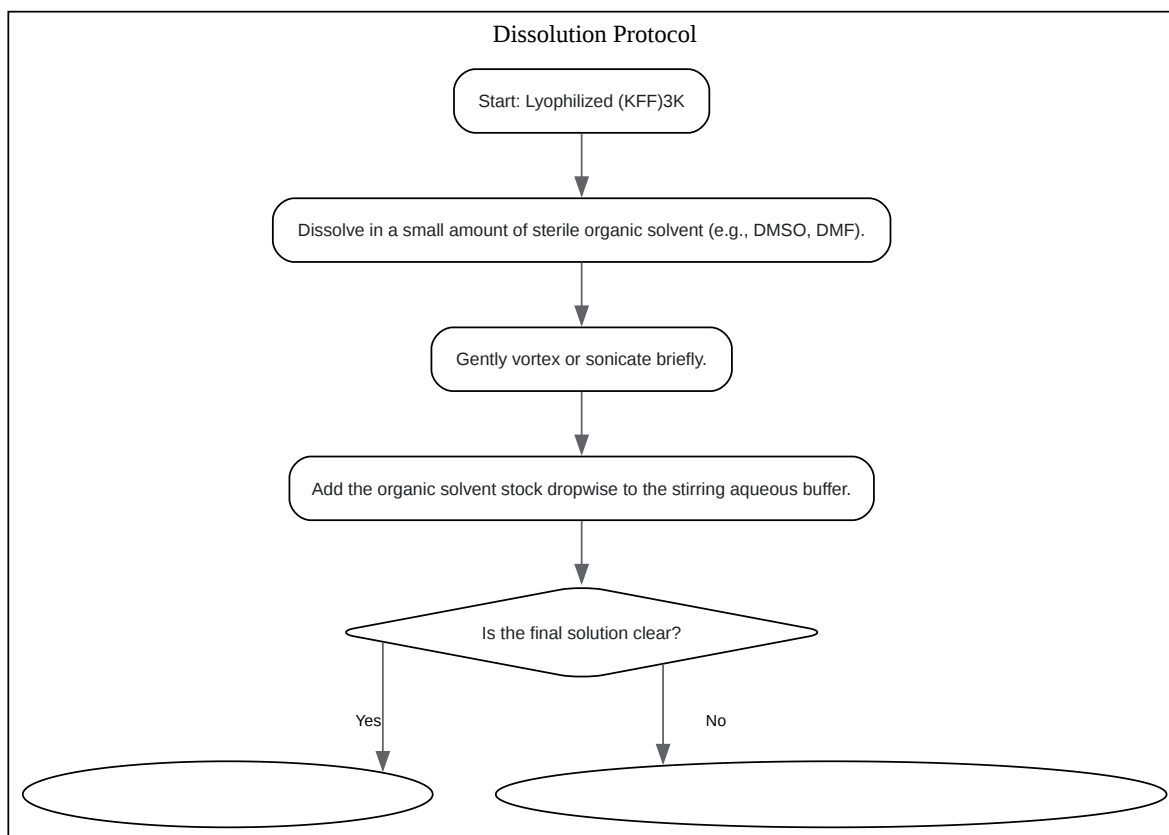 Dissolution Protocol
Start: Lyophilized (KFF)3K
Dissolve in a small amount of sterile organic solvent (e.g., DMSO, DMF).
Gently vortex or sonicate briefly.
Add the organic solvent stock dropwise to the stirring aqueous buffer.
Is the final solution clear?
Yes
No